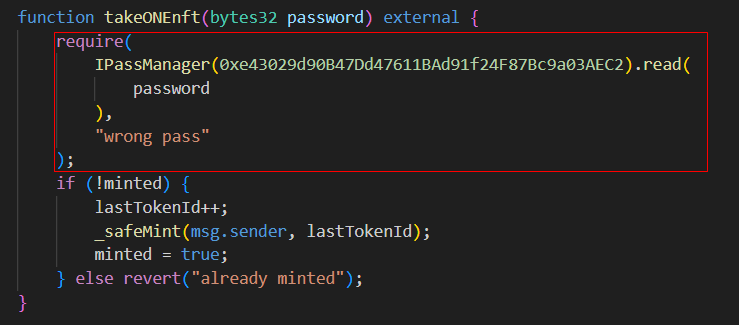 function takeONEnft(bytes32 password) external {
    require(
        IPassManager(0xe43029d90B47Dd47611BAd91f24F87Bc9a03AEC2).read(
            password
        ),
        "wrong pass"
    );
    if (!minted) {
        lastTokenId++;
        _safeMint(msg.sender, lastTokenId);
        minted = true;
    } else revert("already minted");
}